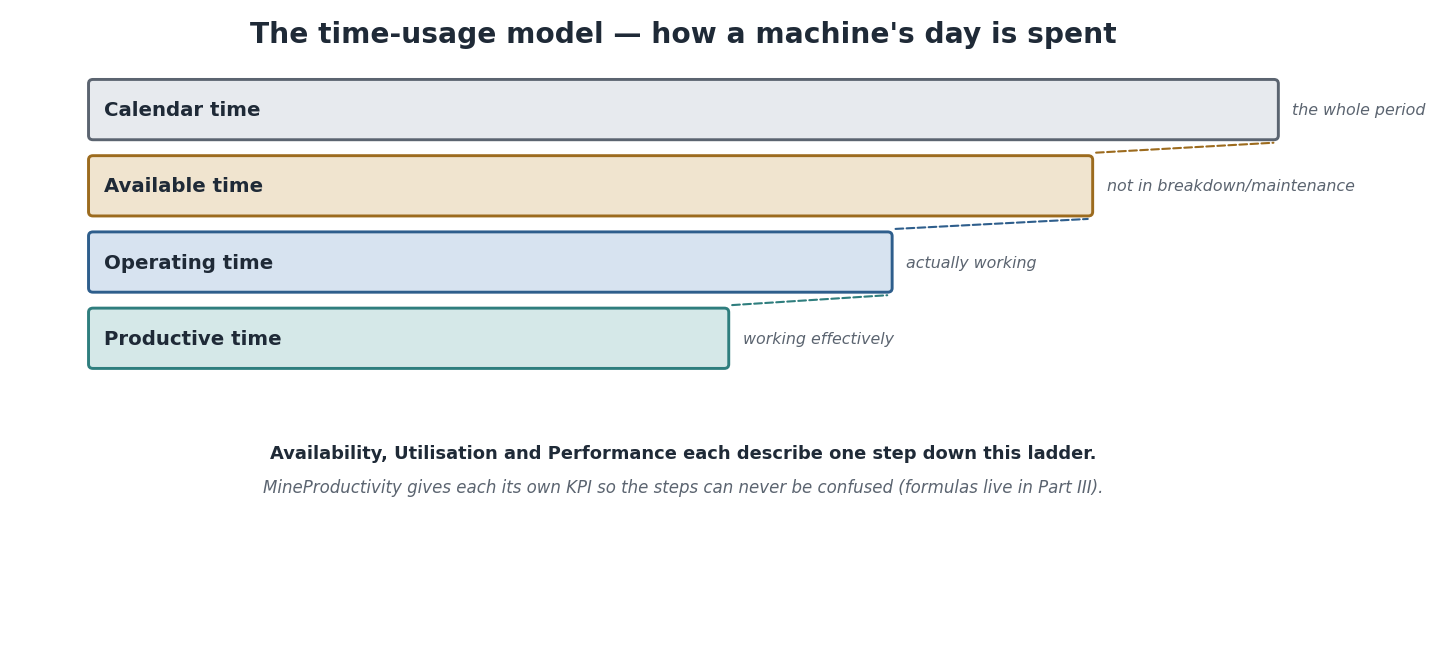 The time-usage model — how a machine's day is spent
Calendar time
the whole period
Available time
not in breakdown/maintenance
Operating time
actually working
Productive time
working effectively
Availability, Utilisation and Performance each describe one step down this ladder.
MineProductivity gives each its own KPI so the steps can never be confused (formulas live in Part III).